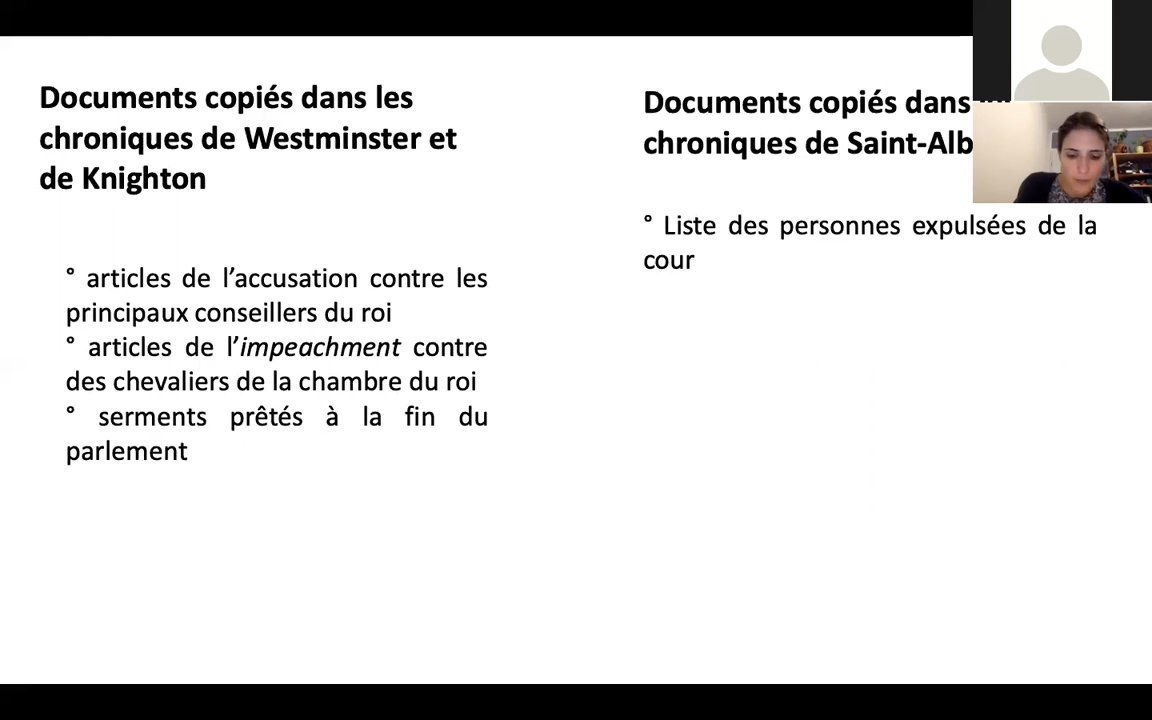 Documents copiés dans les
chroniques de Westminster et
de Knighton
° articles de l’accusation contre les
principaux conseillers du roi
° articles de l’impeachment contre
des chevaliers de la chambre du roi
° serments prêtés à la fin du
parlement
Documents copiés dans
chroniques de Saint-Alb
° Liste des personnes expulsées de la
cour